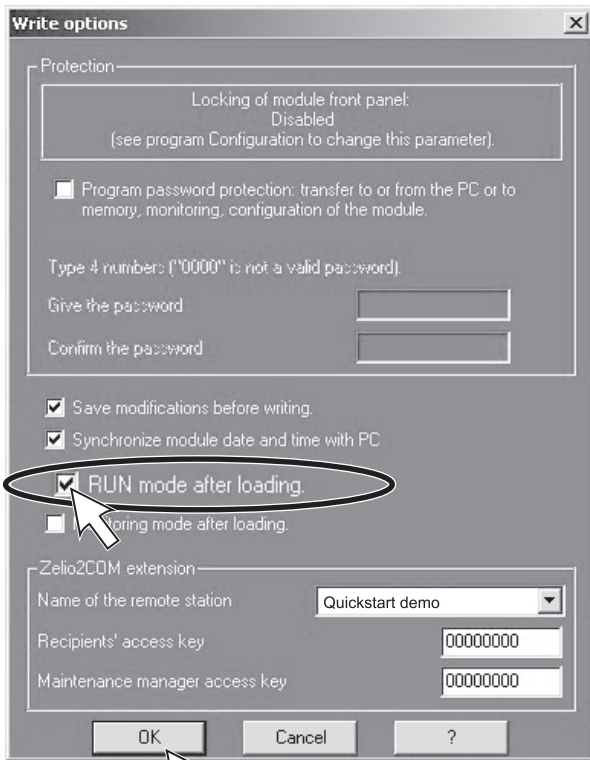 Write options
Protection
Locking of module front panel:
Disabled
(see program Configuration to change this parameter).
Program password protection: transfer to or from the PC or to
memory, monitoring, configuration of the module.
Type 4 numbers ("0000" is not a valid password).
Give the password
Confirm the password
Save modifications before writing.
Synchronize module date and time with PC
RUN mode after loading.
toring mode after loading.
Zelio2COM extension
Name of the remote station
Quickstart demo
Recipients' access key
00000000
Maintenance manager access key
00000000
OK
Cancel
?